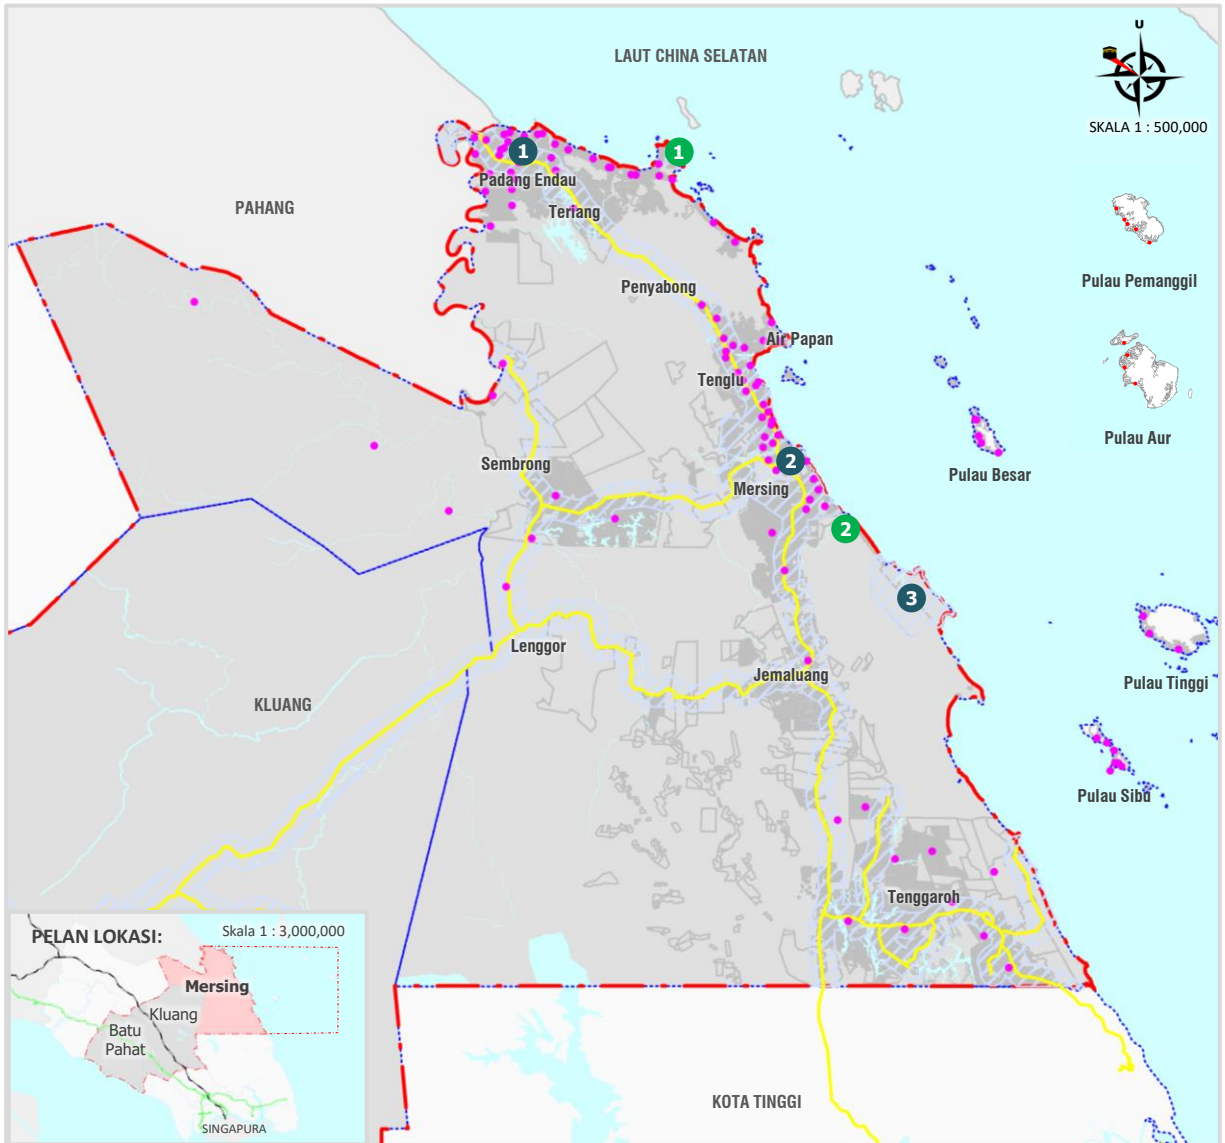 U
LAUT CHINA SELATAN
SKALA 1 : 500,000
1
1
Padang Endau
PAHANG
Teriang
Pulau Pemanggil
Penyabong
Air Papan
Tenglu
Pulau Aur
Sembrong
2
Pulau Besar
Mersing
2
3
Lenggor
Jemaluang
Pulau Tinggi
KLUANG
Pulau Sibu
Tenggaroh
PELAN LOKASI:
Skala 1 : 3,000,000
Mersing
Kluang
Batu
Pahat
SINGAPURA
KOTA TINGGI